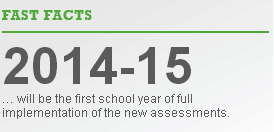 FAST FACTS
2014-15
... will be the first school year of full
implementation of the new assessments.